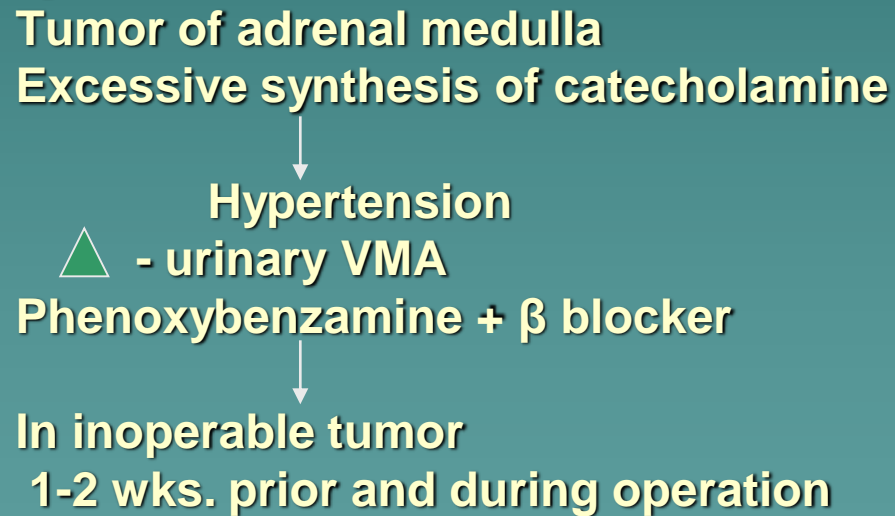 Tumor of adrenal medulla
Excessive synthesis of catecholamine
Hypertension
- urinary VMA
Phenoxybenzamine + β blocker
In inoperable tumor
1-2 wks. prior and during operation